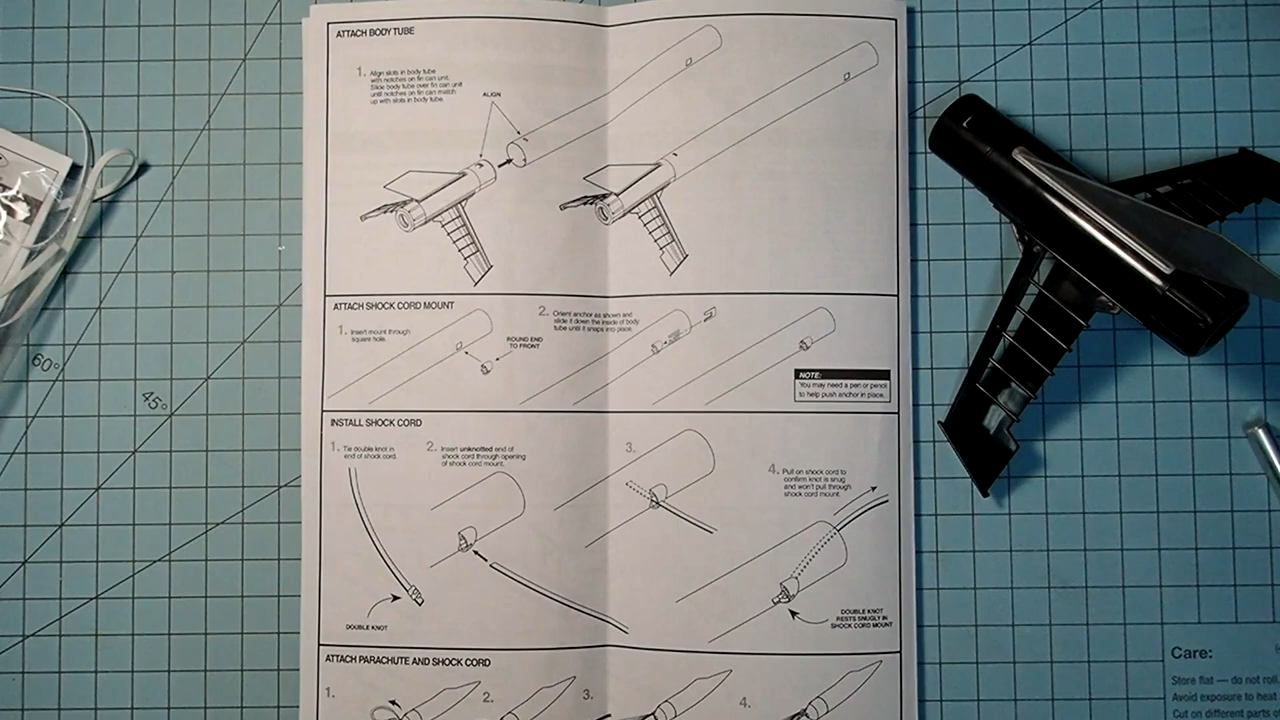 ATTACH BODY TUBE
1. Align slots in body tube
with notches on fin can unit.
Slide body tube over fin can unit
until notches on fin can match
up with slots in body tube.
ALIGN
ATTACH SHOCK CORD MOUNT
1. Insert mount through
square hole.
ROUND END
TO FRONT
2. Orient anchor as shown and
slide it down the inside of body
tube until it snaps into place.
NOTE:
You may need a pen or pencil
to help push anchor in place.
INSTALL SHOCK CORD
1. Tie double knot in
end of shock cord.
DOUBLE KNOT
2. Insert unknotted end of
shock cord through opening
of shock cord mount.
3.
4. Pull on shock cord to
confirm knot is snug
and won't pull through
shock cord mount.
DOUBLE KNOT
RESTS SNUGLY IN
SHOCK CORD MOUNT
ATTACH PARACHUTE AND SHOCK CORD
1.
2.
3.
4.
60°
45°
Care:
Store flat — do not roll.
Avoid exposure to heat
Cut on different parts of